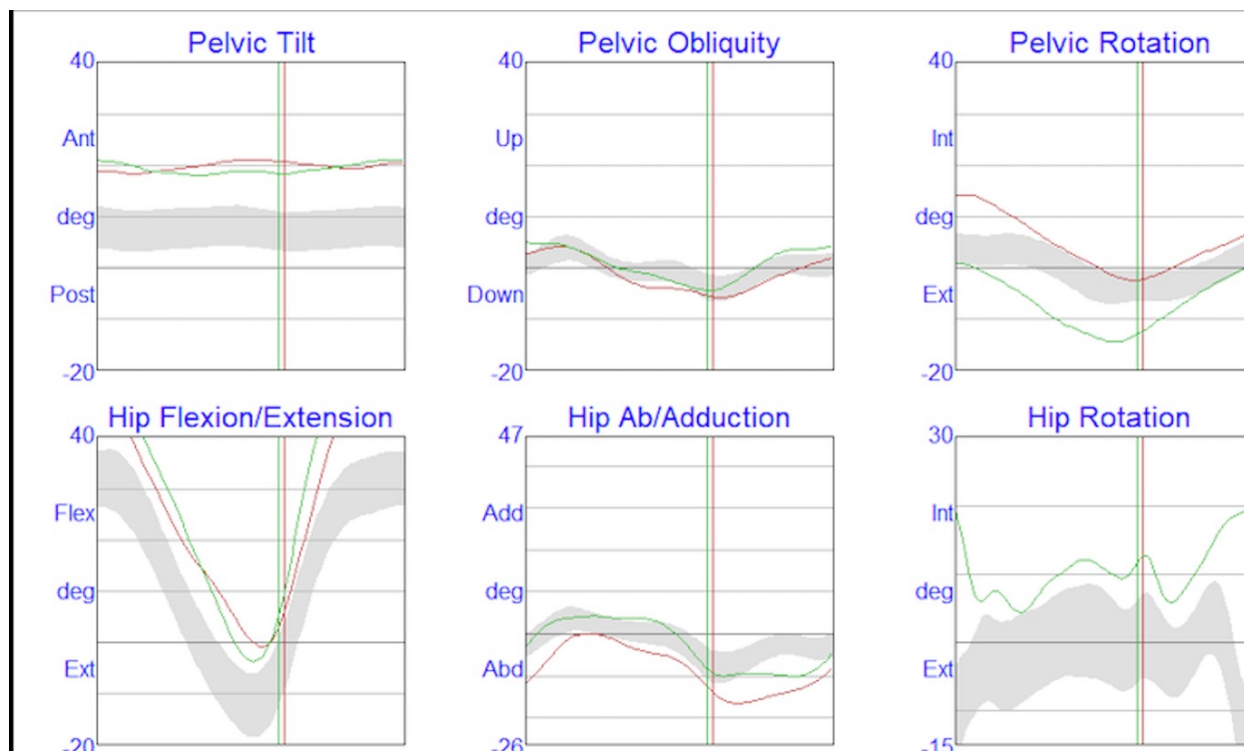 Pelvic Tilt
40
Ant
deg
Post
-20
Pelvic Obliquity
40
Up
deg
Down
-20
Pelvic Rotation
40
Int
deg
Ext
-20
Hip Flexion/Extension
40
Flex
deg
Ext
-20
Hip Ab/Adduction
47
Add
deg
Abd
-26
Hip Rotation
30
Int
deg
Ext
-15